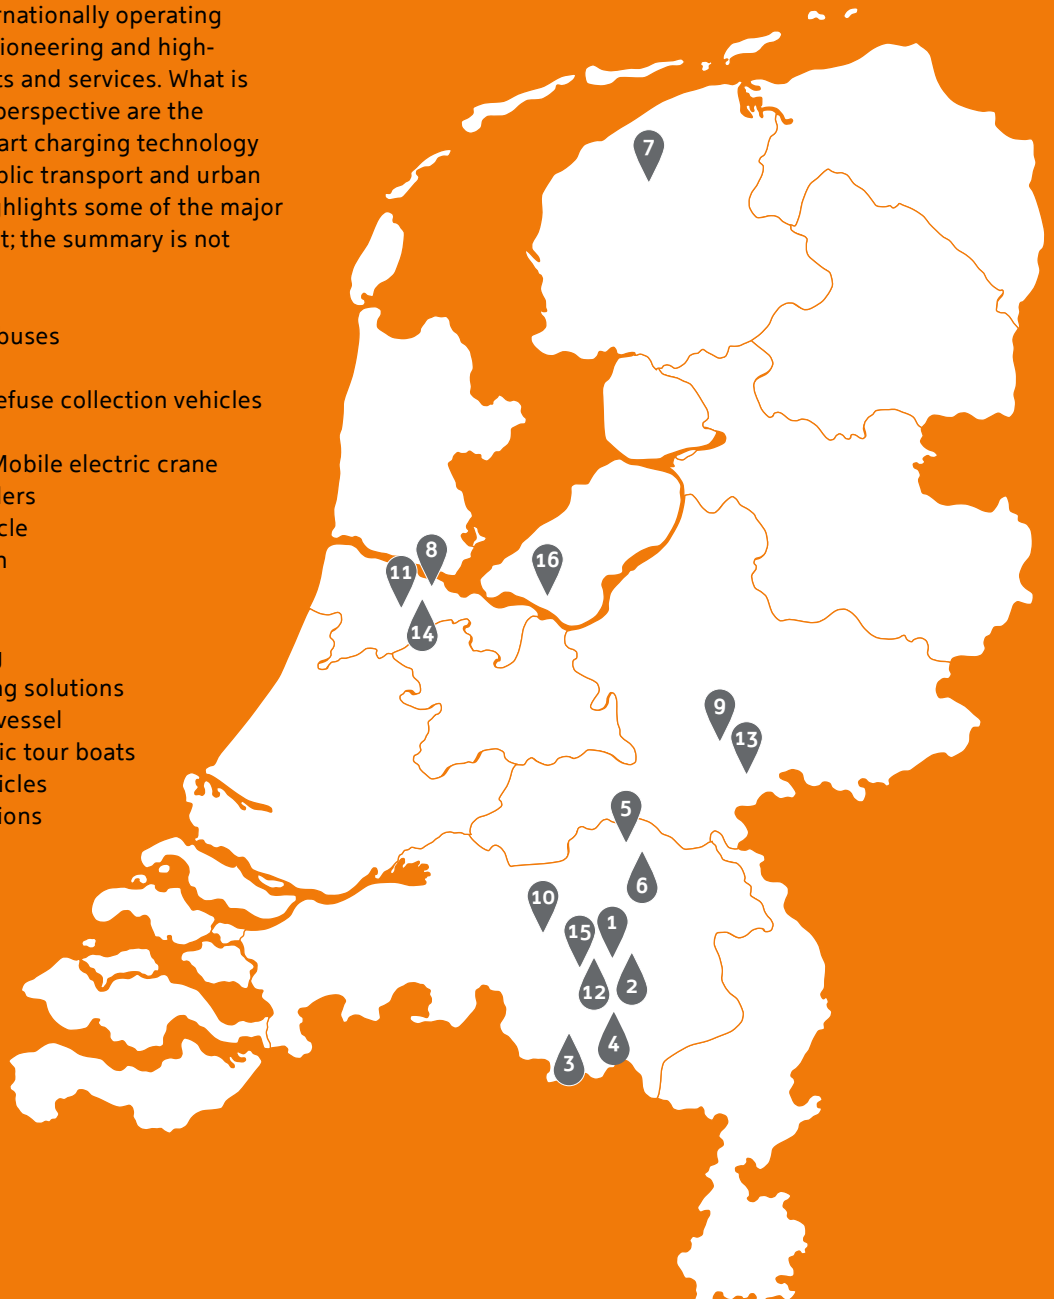 rnationally operating
ioneering and high-
ts and services. What is
perspective are the
art charging technology
blic transport and urban
ghlights some of the major
t; the summary is not
ouses
efuse collection vehicles
Mobile electric crane
lers
cle
n
g
ng solutions
vessel
ic tour boats
icles
ions
7
8
11
16
14
9
13
5
6
10
1
15
2
12
4
3